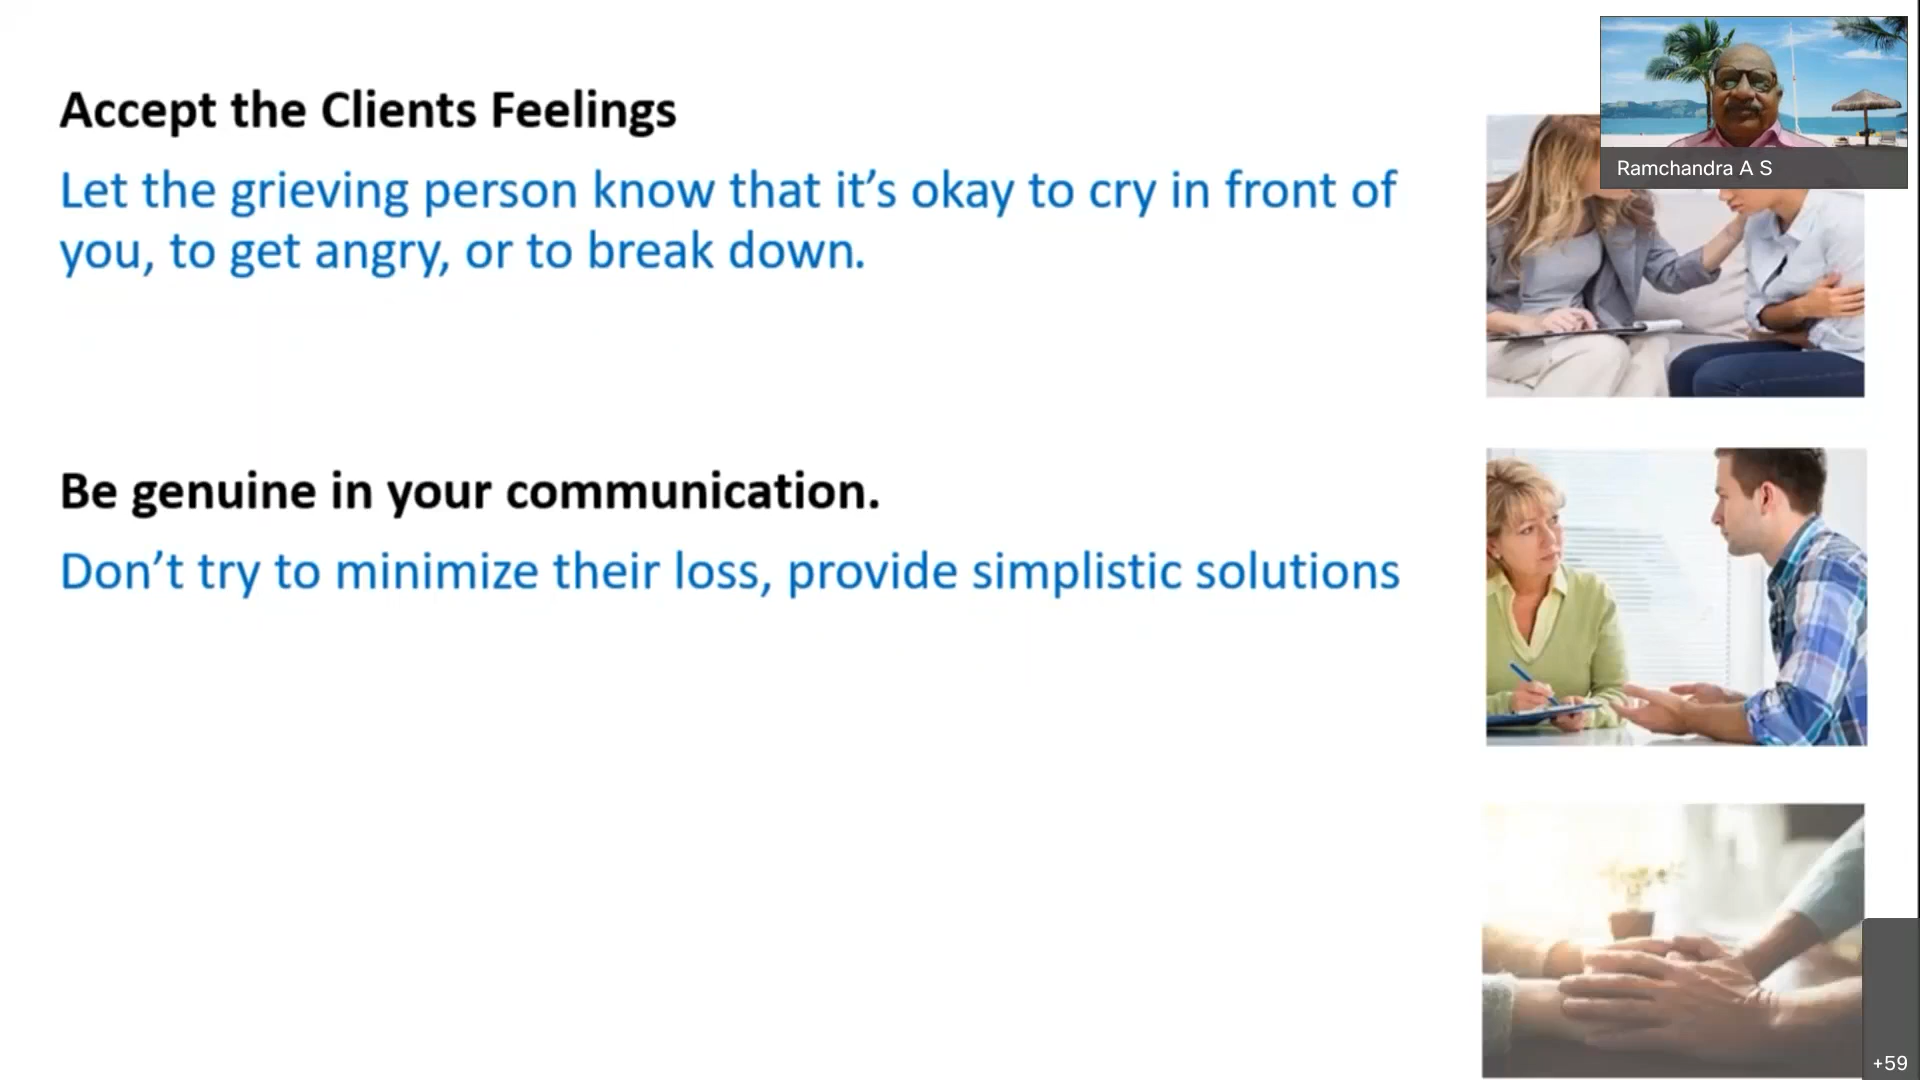 Accept the Clients Feelings
Let the grieving person know that it’s okay to cry in front of
you, to get angry, or to break down.
Be genuine in your communication.
Don’t try to minimize their loss, provide simplistic solutions
Ramchandra A S
+59